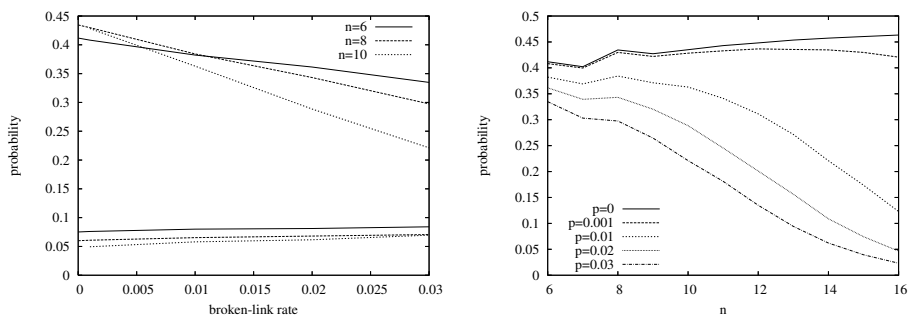 0.45
0.4
0.35
0.3
0.25
0.2
0.15
0.1
0.05
0
probability
n=6
n=8
n=10
0 0.005 0.01 0.015 0.02 0.025 0.03
broken-link rate
0.5
0.45
0.4
0.35
0.3
0.25
0.2
0.15
0.1
0.05
0
probability
p=0
p=0.001
p=0.01
p=0.02
p=0.03
6 8 10 12 14 16
n